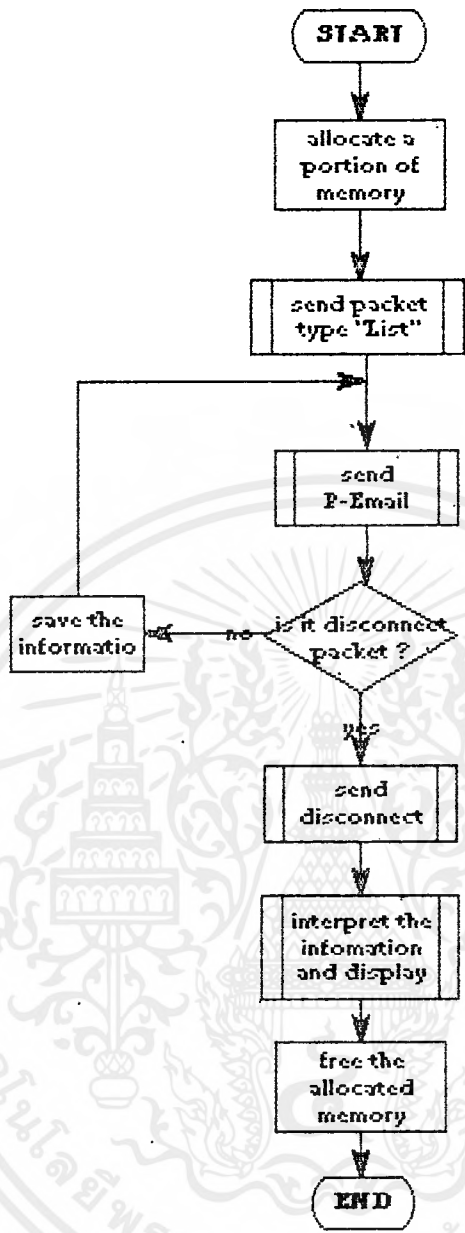 START
allocate a
portion of
memory
send packet
type "List"
send
P-Email
is it disconnect
packet ?
no
save the
informatio
yes
send
disconnect
interpret the
infomation
and display
free the
allocated
memory
END